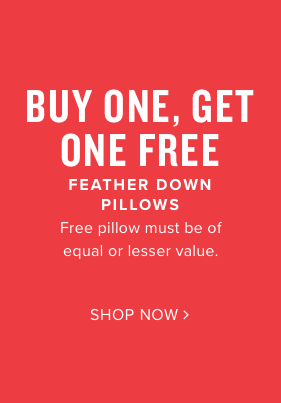 BUY ONE, GET
ONE FREE
FEATHER DOWN
PILLOWS
Free pillow must be of
equal or lesser value.
SHOP NOW >